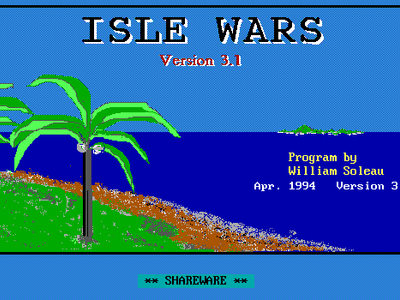 ISLE WARS
Version 3.1
Program by
William Soleau
Apr. 1994 Version 3
** SHAREWARE **